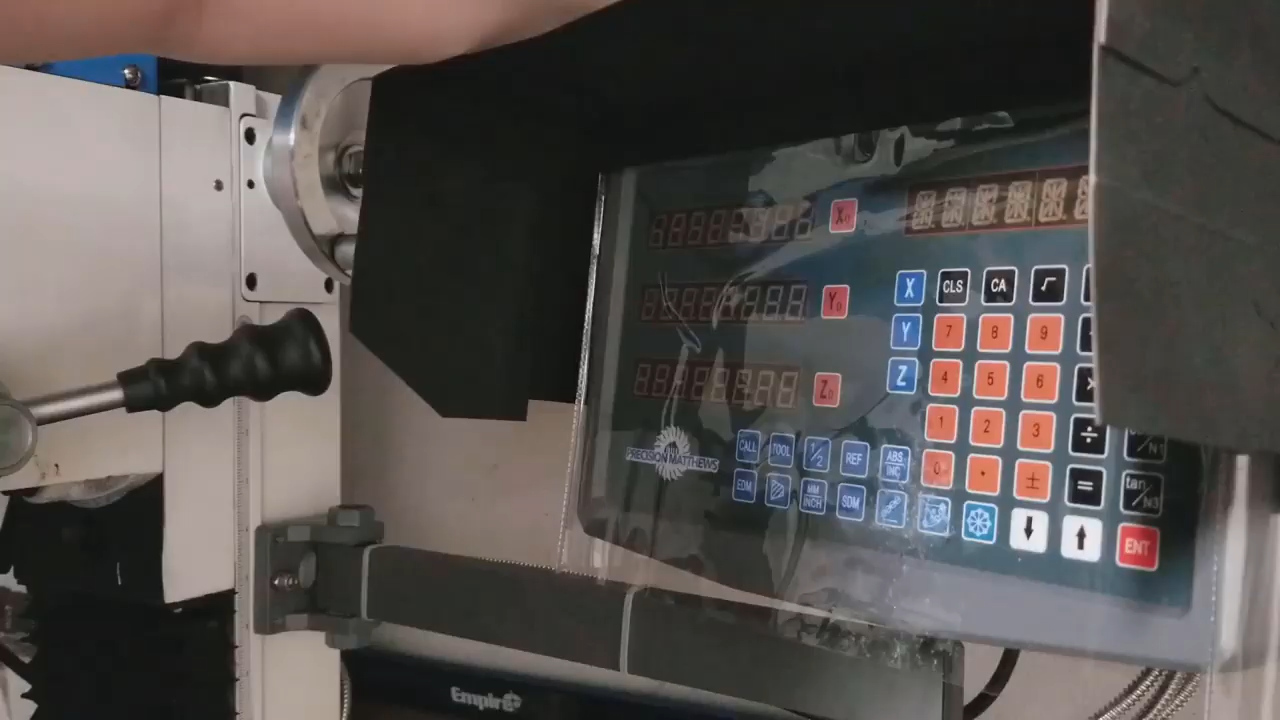 X₀
Y₀
Z₀
X CLS CA √
Y 7 8 9
Z 4 5 6
1 2 3 ÷
0 • ± =
tan/N3
PRECISION MATTHEWS
CALL TOOL 1/2 REF ABS/INC
EDM MM/INCH SDM
↓ ↑ ENT
Empire